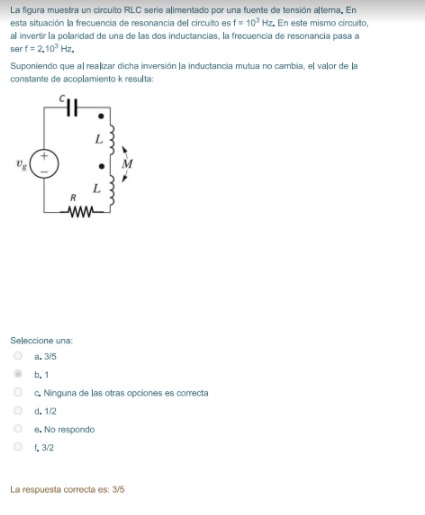 La figura muestra un circuito RLC serie alimentado por una fuente de tensión alterna. En
esta situación la frecuencia de resonancia del circuito es f = 10³ Hz. En este mismo circuito,
al invertir la polaridad de una de las dos inductancias, la frecuencia de resonancia pasa a
ser f = 2.10³ Hz.
Suponiendo que al realizar dicha inversión la inductancia mutua no cambia, el valor de la
constante de acoplamiento k resulta:
C
L
+
v_g
M
−
L
R
Seleccione una:
a. 3/5
b. 1
c. Ninguna de las otras opciones es correcta
d. 1/2
e. No respondo
f. 3/2
La respuesta correcta es: 3/5